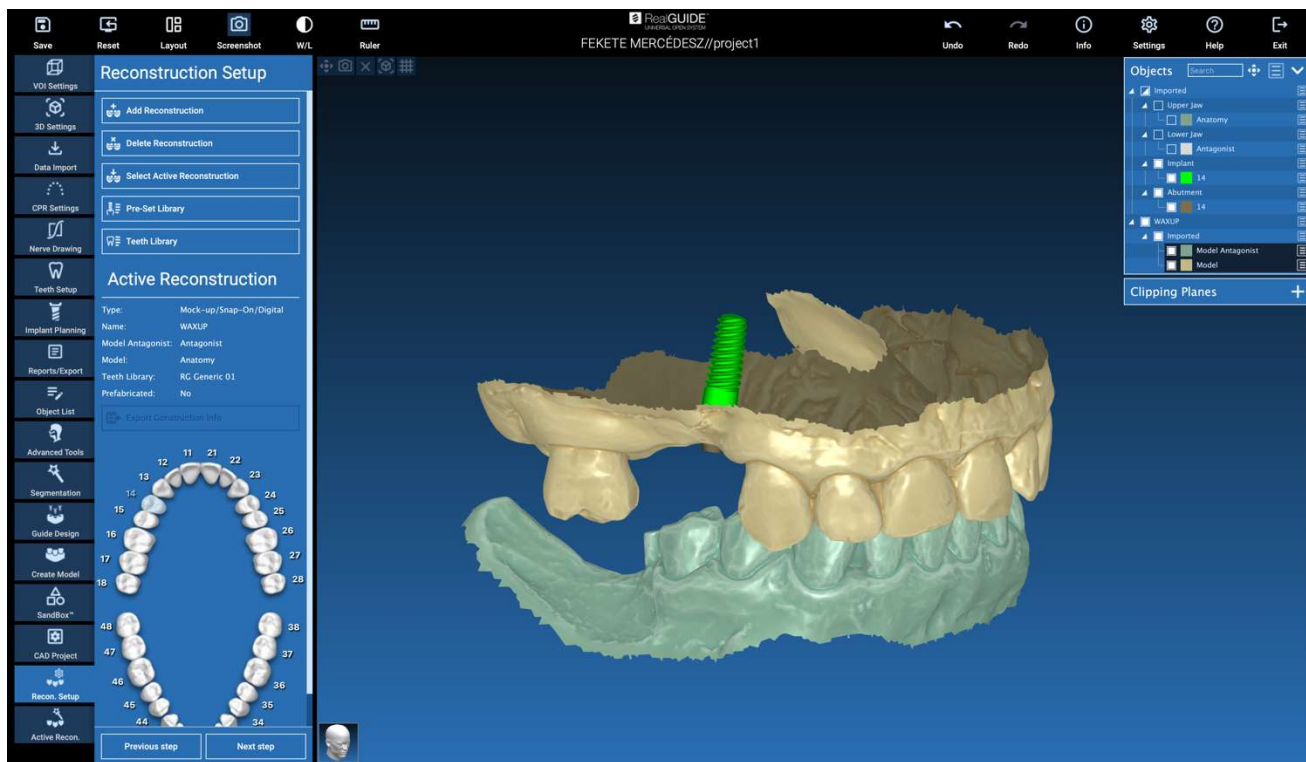 RealGUIDE™
UNIVERSAL OPEN SYSTEM
FEKETE MERCÉDESZ//project1
Save
Reset
Layout
Screenshot
W/L
Ruler
Undo
Redo
Info
Settings
Help
Exit
VOI Settings
3D Settings
Data Import
CPR Settings
Nerve Drawing
Teeth Setup
Implant Planning
Reports/Export
Object List
Advanced Tools
Segmentation
Guide Design
Create Model
SandBox™
CAD Project
Recon. Setup
Active Recon.
Reconstruction Setup
Add Reconstruction
Delete Reconstruction
Select Active Reconstruction
Pre-Set Library
Teeth Library
Active Reconstruction
Type: Mock-up/Snap-On/Digital
Name: WAXUP
Model Antagonist: Antagonist
Model: Anatomy
Teeth Library: RG Generic 01
Prefabricated: No
Export Construction Info
11 21
12 22
13 23
14 24
15 25
16 26
17 27
18 28
48 38
47 37
46 36
45 35
44 34
Previous step
Next step
Objects
Search
Imported
Upper Jaw
Anatomy
Lower Jaw
Antagonist
Implant
14
Abutment
14
WAXUP
Imported
Model Antagonist
Model
Clipping Planes